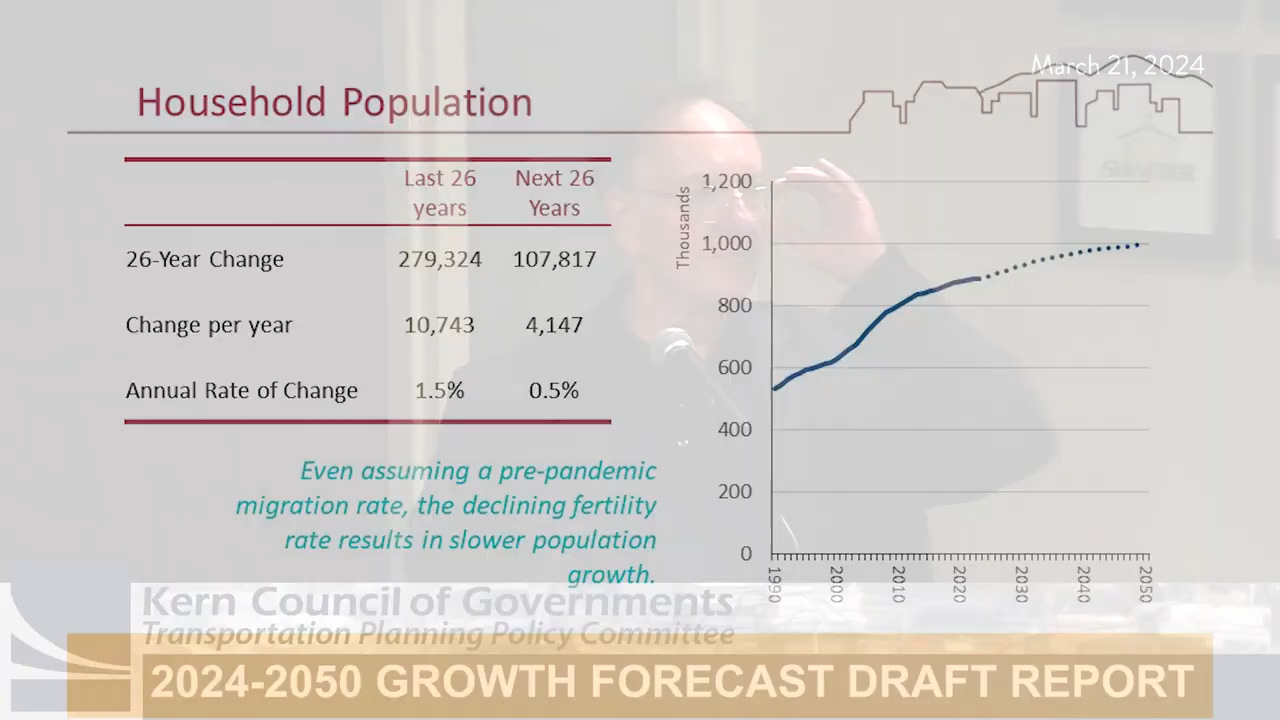 March 21, 2024
Household Population
Last 26 years
Next 26 Years
26-Year Change 279,324 107,817
Change per year 10,743 4,147
Annual Rate of Change 1.5% 0.5%
Even assuming a pre-pandemic
migration rate, the declining fertility
rate results in slower population
growth.
Thousands
1,200
1,000
800
600
400
200
0
1990 2000 2010 2020 2030 2040 2050
Kern Council of Governments
Transportation Planning Policy Committee
2024-2050 GROWTH FORECAST DRAFT REPORT